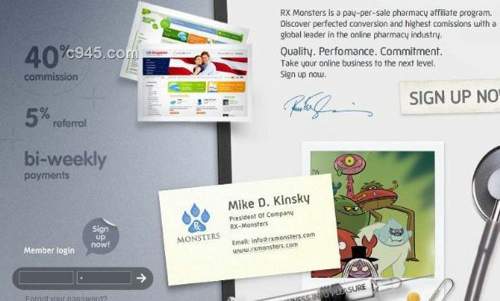 40%
commission
c945.com
5% referral
bi-weekly
payments
Sign
up
now!
Member login
RX Monsters is a pay-per-sale pharmacy affiliate program.
Discover perfected conversion and highest comissions with a
global leader in the online pharmacy industry.
Quality. Perfomance. Commitment.
Take your online business to the next level.
Sign up now.
SIGN UP NOW
Mike D. Kinsky
President Of Company
RX-Monsters
Email: info@rxmonsters.com
www.rxmonsters.com
Rx
MONSTERS